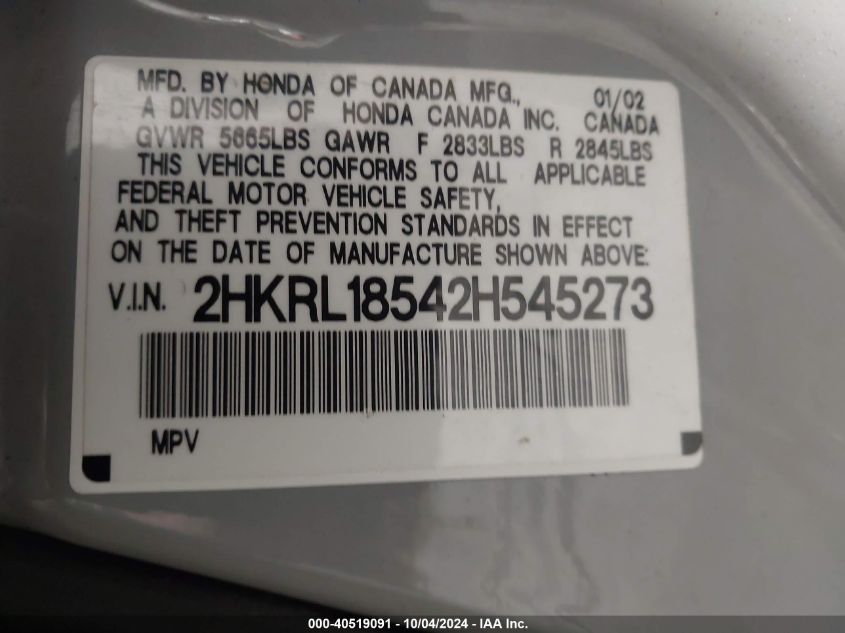 MFD. BY HONDA OF CANADA MFG., 01/02
A DIVISION OF HONDA CANADA INC. CANADA
GVWR 5665LBS GAWR F 2833LBS R 2845LBS
THIS VEHICLE CONFORMS TO ALL APPLICABLE
FEDERAL MOTOR VEHICLE SAFETY,
AND THEFT PREVENTION STANDARDS IN EFFECT
ON THE DATE OF MANUFACTURE SHOWN ABOVE:
V.I.N. 2HKRL18542H545273
MPV
000-40519091 - 10/04/2024 - IAA Inc.